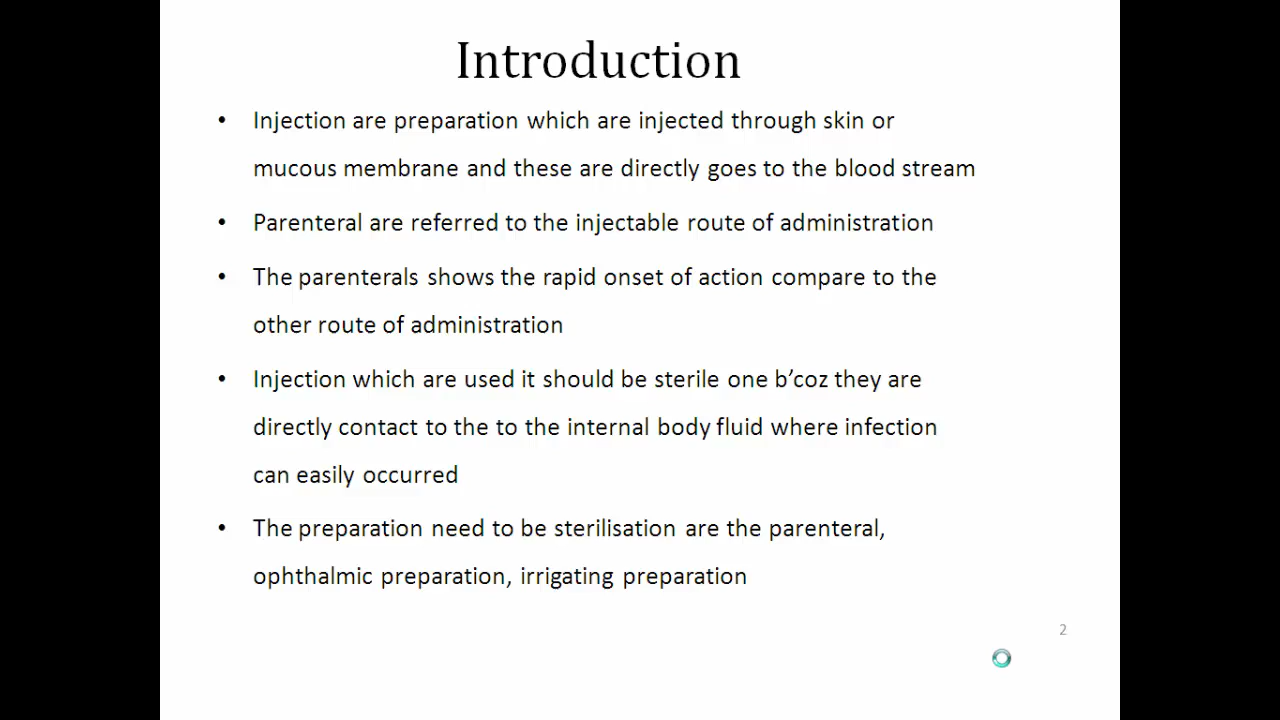 Introduction
• Injection are preparation which are injected through skin or
mucous membrane and these are directly goes to the blood stream
• Parenteral are referred to the injectable route of administration
• The parenterals shows the rapid onset of action compare to the
other route of administration
• Injection which are used it should be sterile one b’coz they are
directly contact to the to the internal body fluid where infection
can easily occurred
• The preparation need to be sterilisation are the parenteral,
ophthalmic preparation, irrigating preparation
2